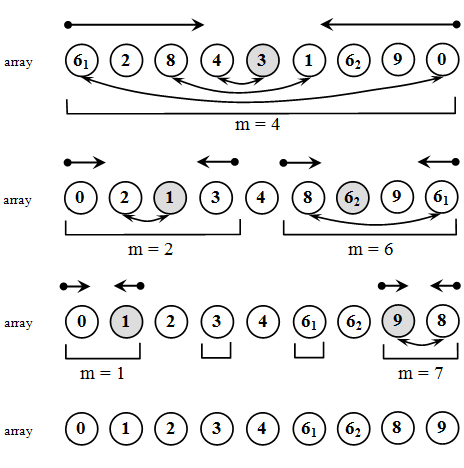 array 6₁ 2 8 4 3 1 6₂ 9 0
m = 4
array 0 2 1 3 4 8 6₂ 9 6₁
m = 2 m = 6
array 0 1 2 3 4 6₁ 6₂ 9 8
m = 1 m = 7
array 0 1 2 3 4 6₁ 6₂ 8 9